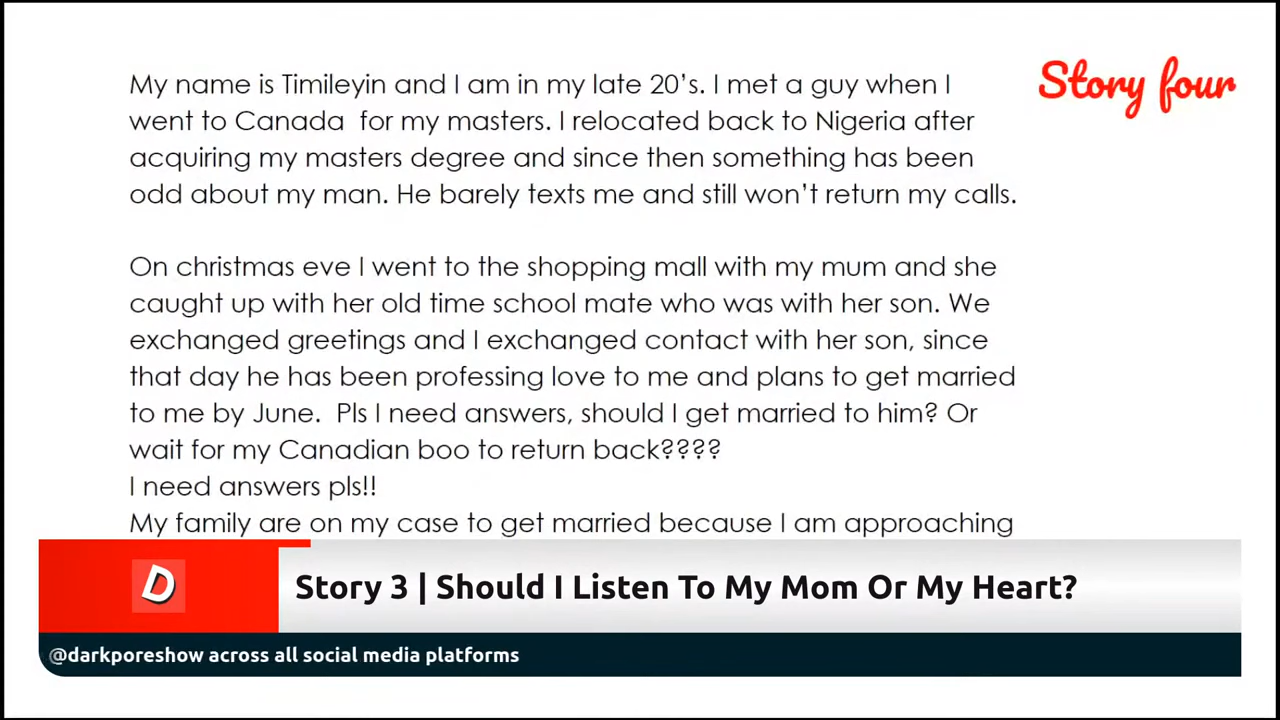 Story four
My name is Timileyin and I am in my late 20’s. I met a guy when I
went to Canada for my masters. I relocated back to Nigeria after
acquiring my masters degree and since then something has been
odd about my man. He barely texts me and still won’t return my calls.
On christmas eve I went to the shopping mall with my mum and she
caught up with her old time school mate who was with her son. We
exchanged greetings and I exchanged contact with her son, since
that day he has been professing love to me and plans to get married
to me by June. Pls I need answers, should I get married to him? Or
wait for my Canadian boo to return back????
I need answers pls!!
My family are on my case to get married because I am approaching
D
Story 3 | Should I Listen To My Mom Or My Heart?
@darkporeshow across all social media platforms